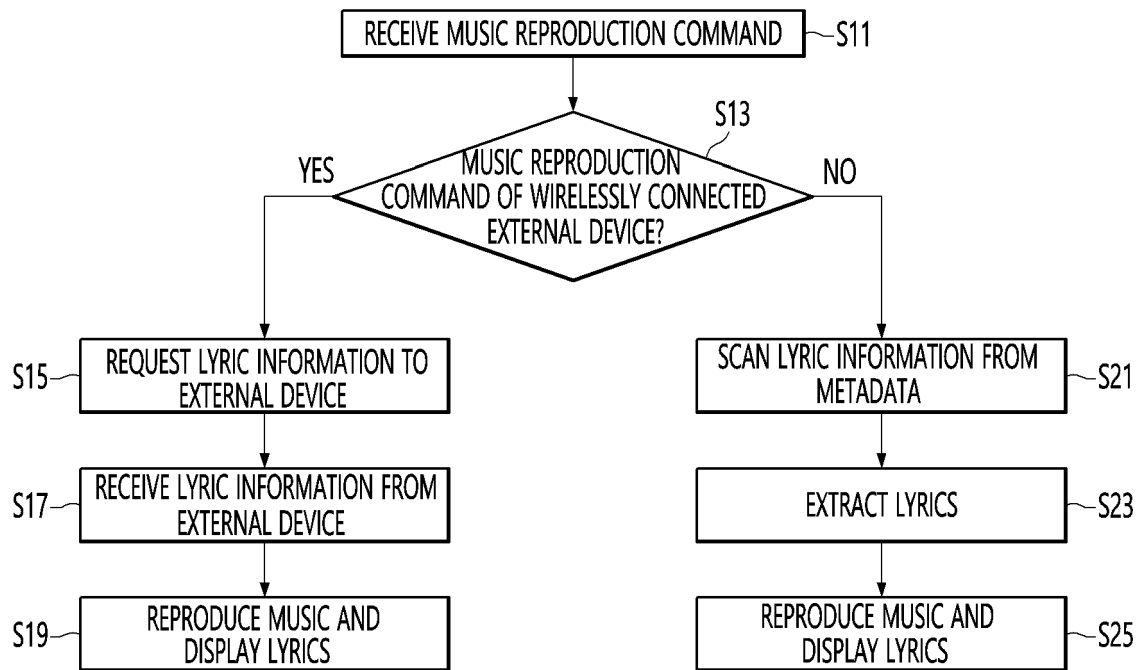 RECEIVE MUSIC REPRODUCTION COMMAND
S11
S13
MUSIC REPRODUCTION
COMMAND OF WIRELESSLY CONNECTED
EXTERNAL DEVICE?
YES
NO
S15
REQUEST LYRIC INFORMATION TO
EXTERNAL DEVICE
S17
RECEIVE LYRIC INFORMATION FROM
EXTERNAL DEVICE
S19
REPRODUCE MUSIC AND
DISPLAY LYRICS
SCAN LYRIC INFORMATION FROM
METADADA
S21
EXTRACT LYRICS
S23
REPRODUCE MUSIC AND
DISPLAY LYRICS
S25